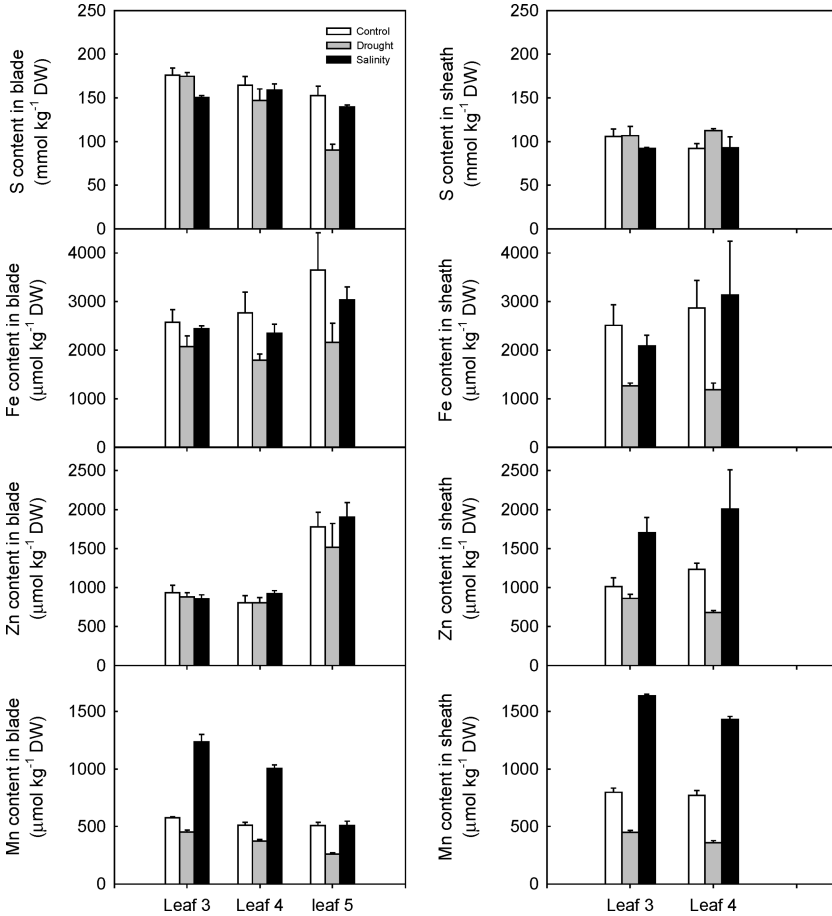 S content in blade
(mmol kg⁻¹ DW)
250
200
150
100
50
0
Control
Drought
Salinity
S content in sheath
(mmol kg⁻¹ DW)
250
200
150
100
50
0
Fe content in blade
(µmol kg⁻¹ DW)
4000
3000
2000
1000
0
Fe content in sheath
(µmol kg⁻¹ DW)
4000
3000
2000
1000
0
Zn content in blade
(µmol kg⁻¹ DW)
2500
2000
1500
1000
500
0
Zn content in sheath
(µmol kg⁻¹ DW)
2500
2000
1500
1000
500
0
Mn content in blade
(µmol kg⁻¹ DW)
1500
1000
500
0
Leaf 3 Leaf 4 leaf 5
Mn content in sheath
(µmol kg⁻¹ DW)
1500
1000
500
0
Leaf 3 Leaf 4